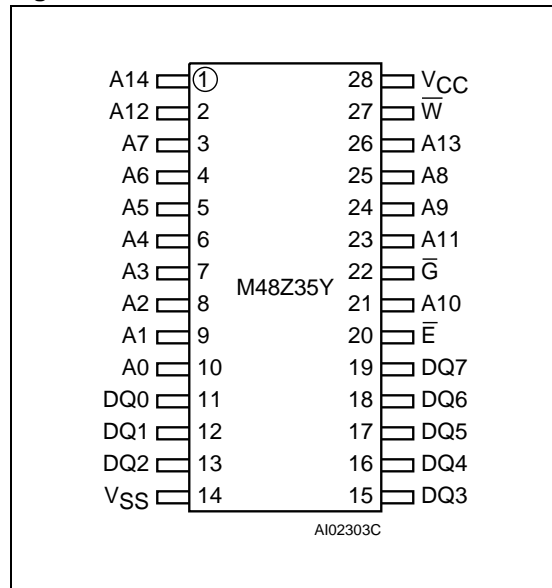 A14 1 28 VCC
A12 2 27 W̅
A7 3 26 A13
A6 4 25 A8
A5 5 24 A9
A4 6 23 A11
A3 7 22 G̅
M48Z35Y
A2 8 21 A10
A1 9 20 E̅
A0 10 19 DQ7
DQ0 11 18 DQ6
DQ1 12 17 DQ5
DQ2 13 16 DQ4
VSS 14 15 DQ3
AI02303C